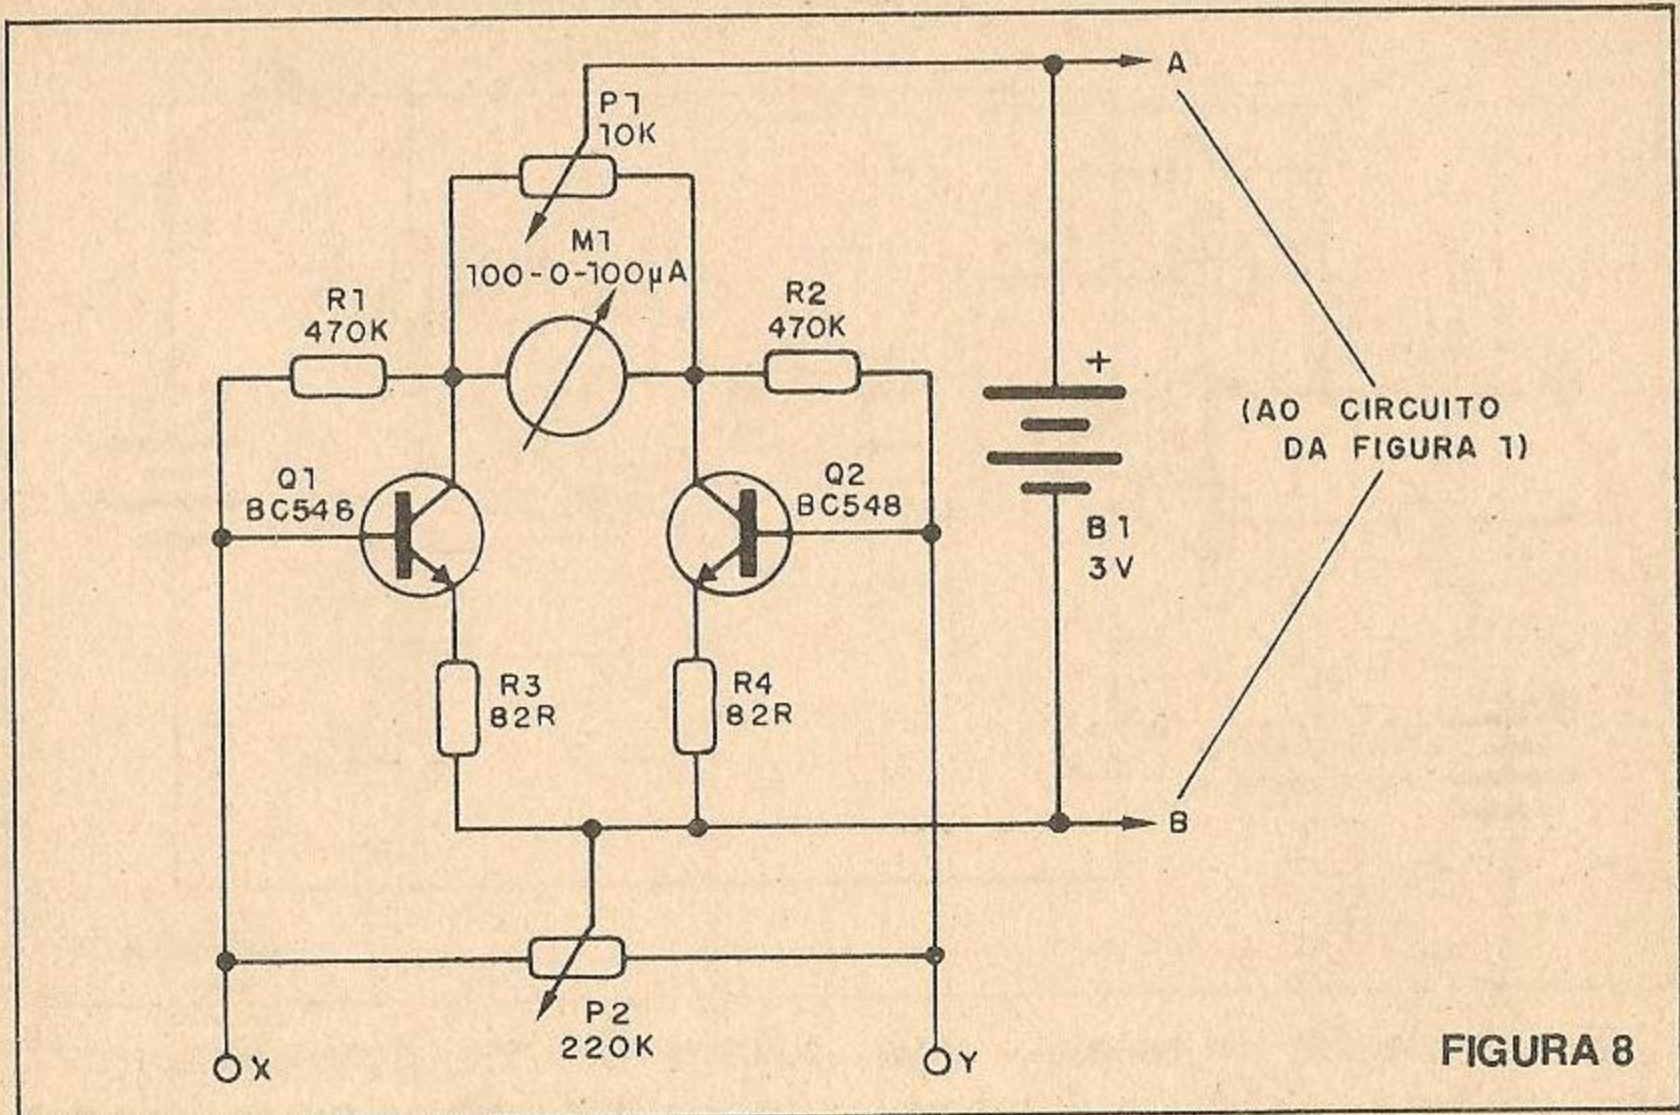 A
P1
10K
M1
100-0-100µA
R1
470K
R2
470K
+
(AO CIRCUITO
DA FIGURA 1)
Q1
BC546
Q2
BC548
B1
3V
R3
82R
R4
82R
B
P2
220K
X
Y
FIGURA 8